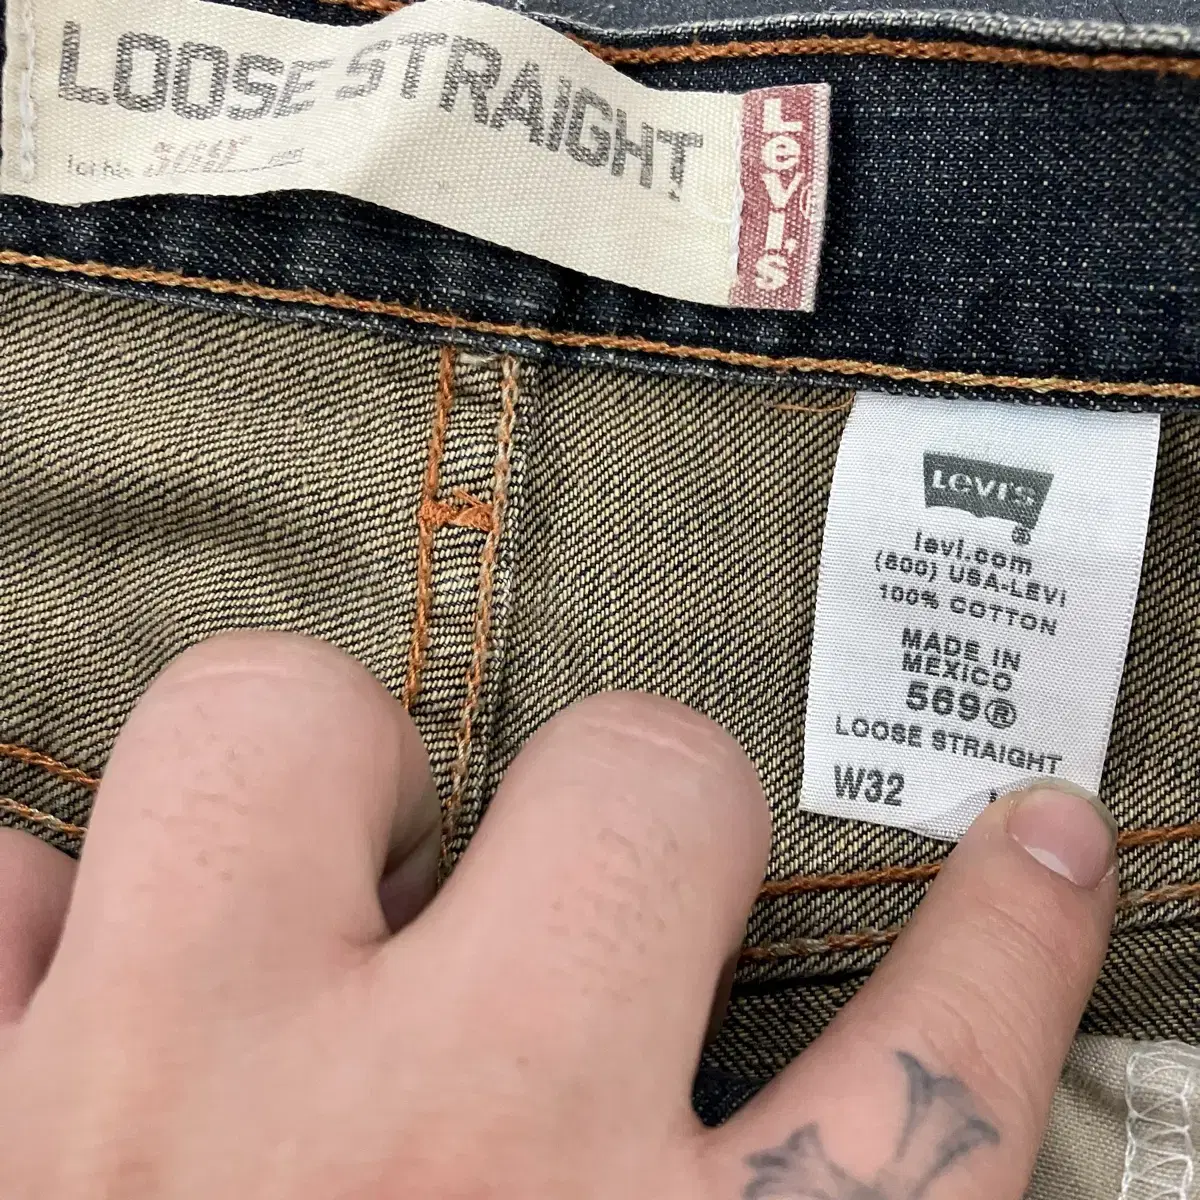 LOOSE STRAIGHT
Levi's
LEVI'S®
levi.com
(800) USA-LEVI
100% COTTON
MADE IN
MEXICO
569®
LOOSE STRAIGHT
W32